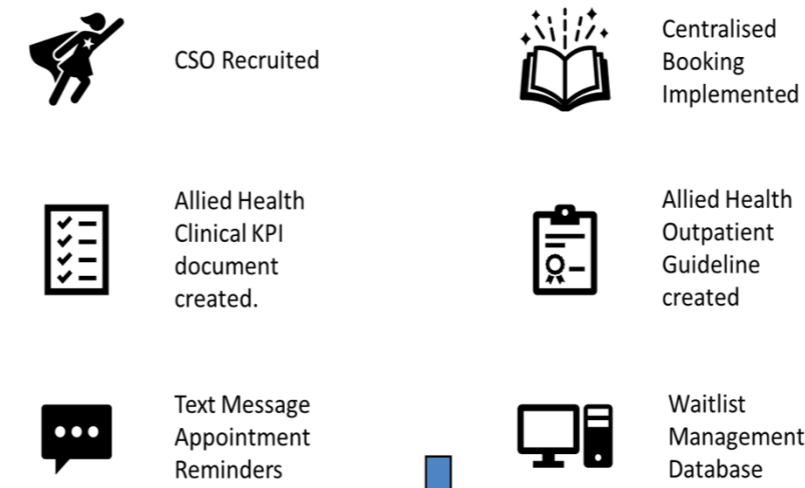 CSO Recruited
Centralised
Booking
Implemented
Allied Health
Clinical KPI
document
created.
Allied Health
Outpatient
Guideline
created
Text Message
Appointment
Reminders
Waitlist
Management
Database